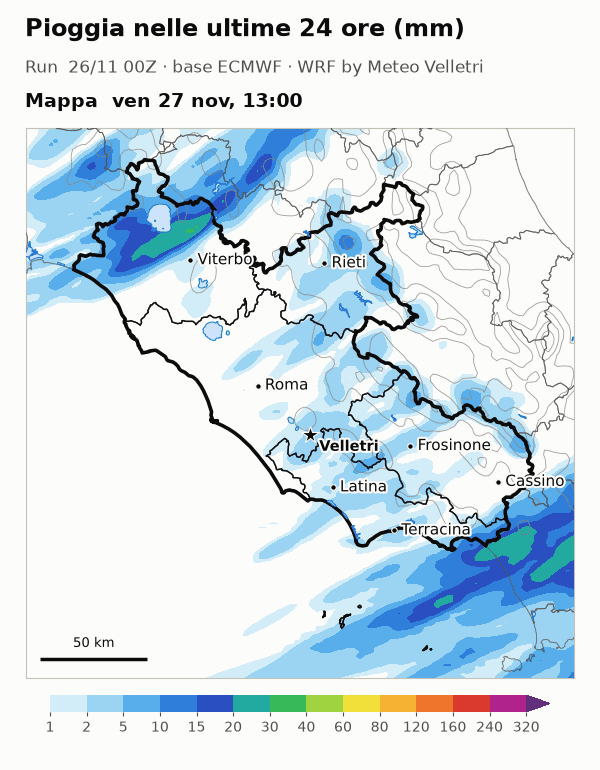 Pioggia nelle ultime 24 ore (mm)
Run 26/11 00Z · base ECMWF · WRF by Meteo Velletri
Mappa ven 27 nov, 13:00
Viterbo
Rieti
Roma
Velletri
Frosinone
Latina
Cassino
Terracina
50 km
1 2 5 10 15 20 30 40 60 80 120 160 240 320